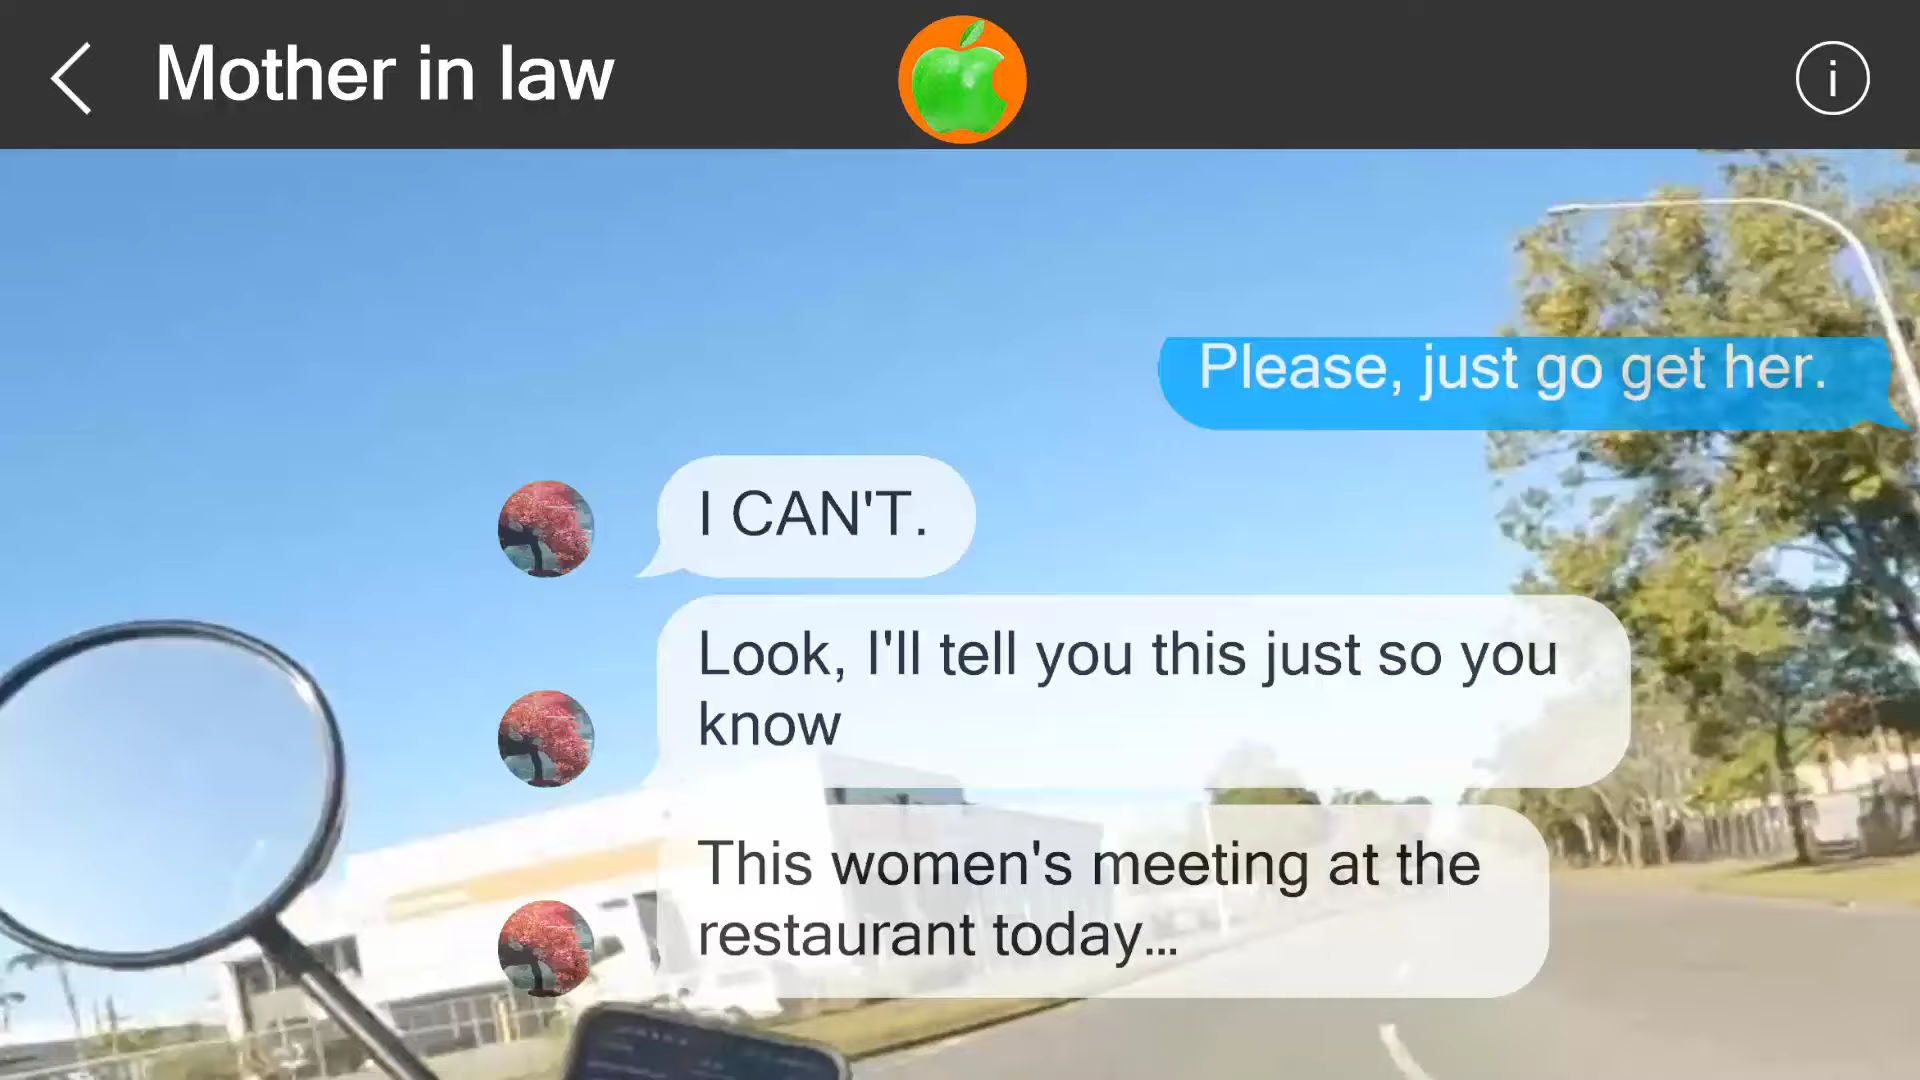 Mother in law
i
Please, just go get her.
I CAN'T.
Look, I'll tell you this just so you
know
This women's meeting at the
restaurant today...